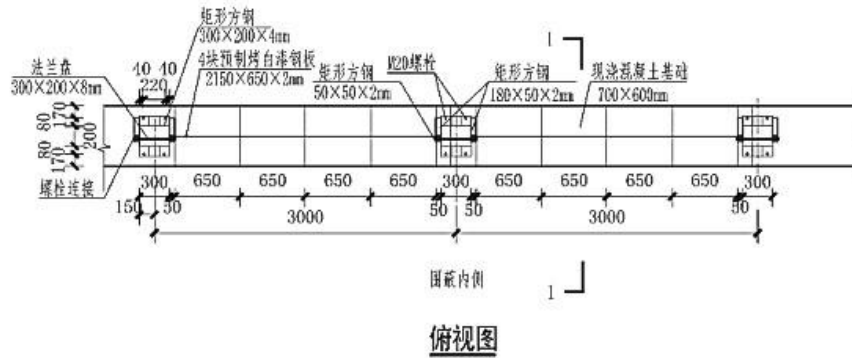 矩形方钢
300×200×4mm
4块预制烤白漆钢板
2150×650×2mm
法兰盘
300×200×8mm
40 40
220
矩形方钢
50×50×2mm
M20螺栓
矩形方钢
180×50×2mm
现浇混凝土基础
700×600mm
1
170
80
200
80
170
螺栓连接
300 650 650 650 650 300 650 650 650 650 300
150 50 50 50 50
3000 3000
围蔽内侧
1
俯视图